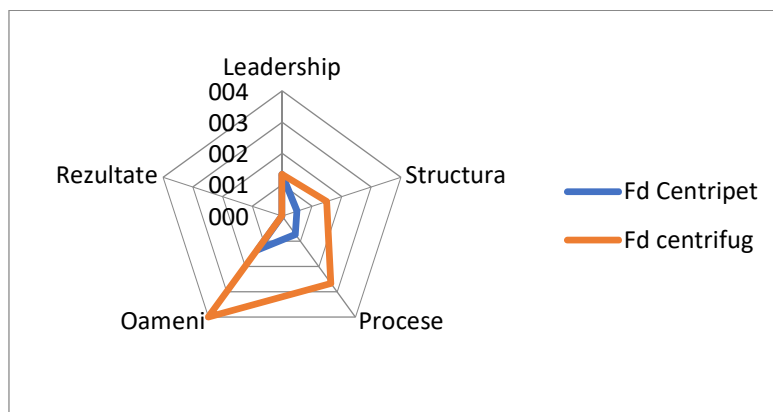 Leadership
004
003
002
001
000
Rezultate
Structura
Oameni
Procese
Fd Centripet
Fd centrifug